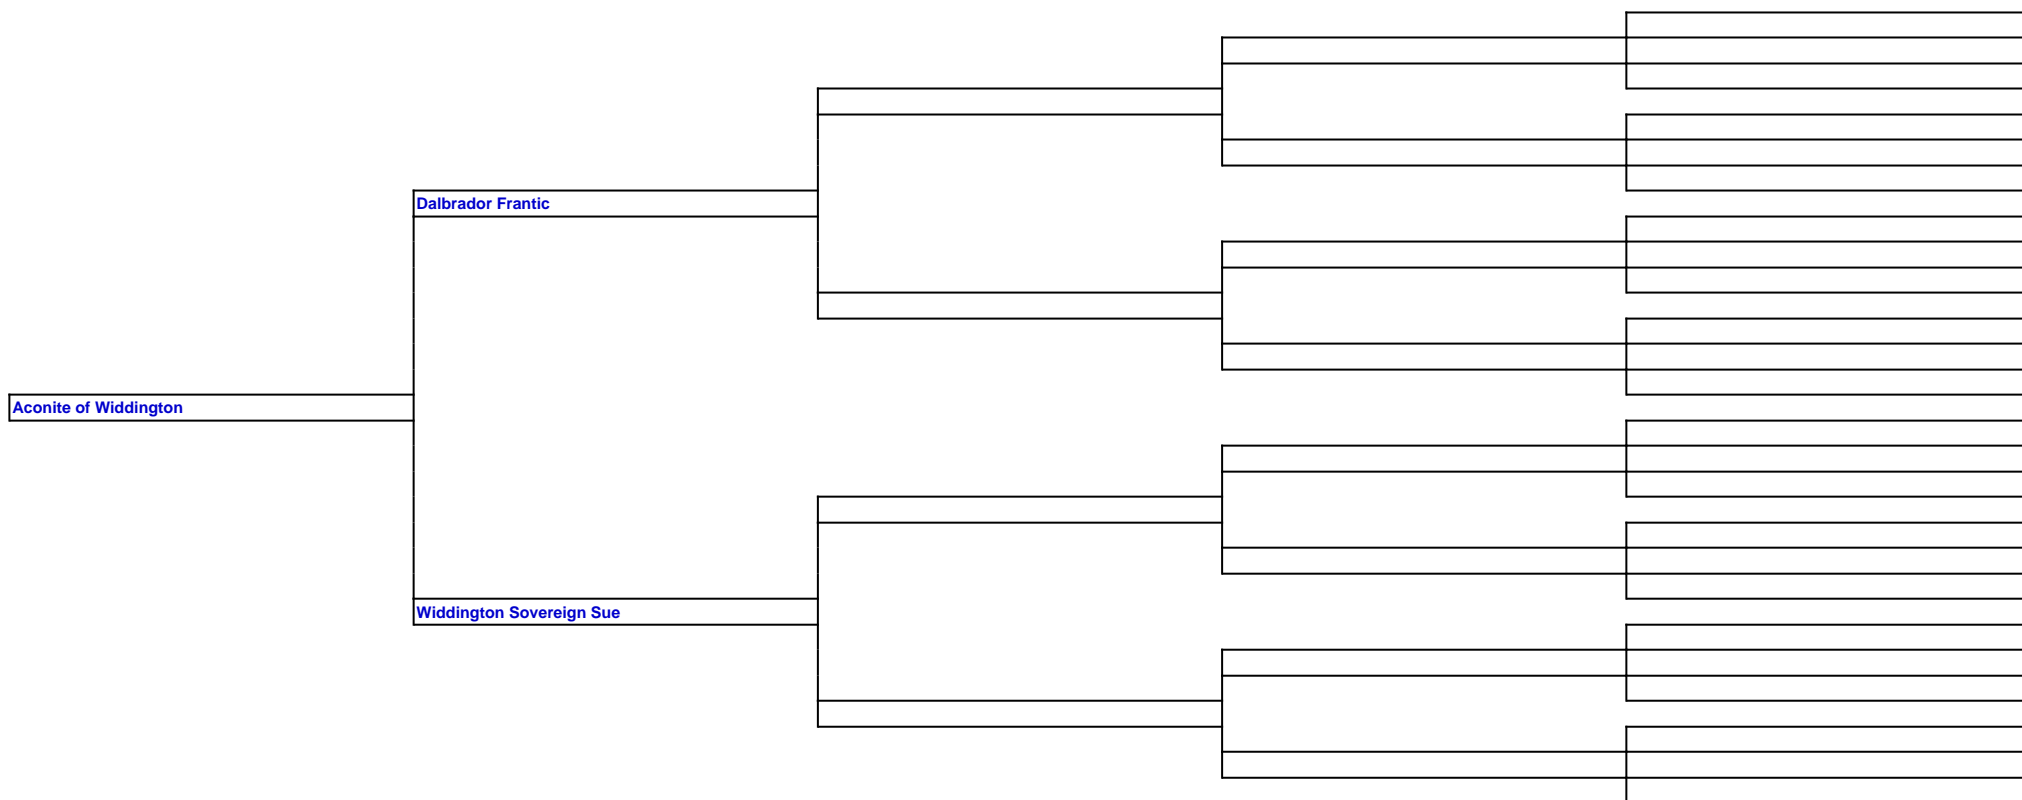 Dalbrador Frantic
Aconite of Widdington
Widdington Sovereign Sue